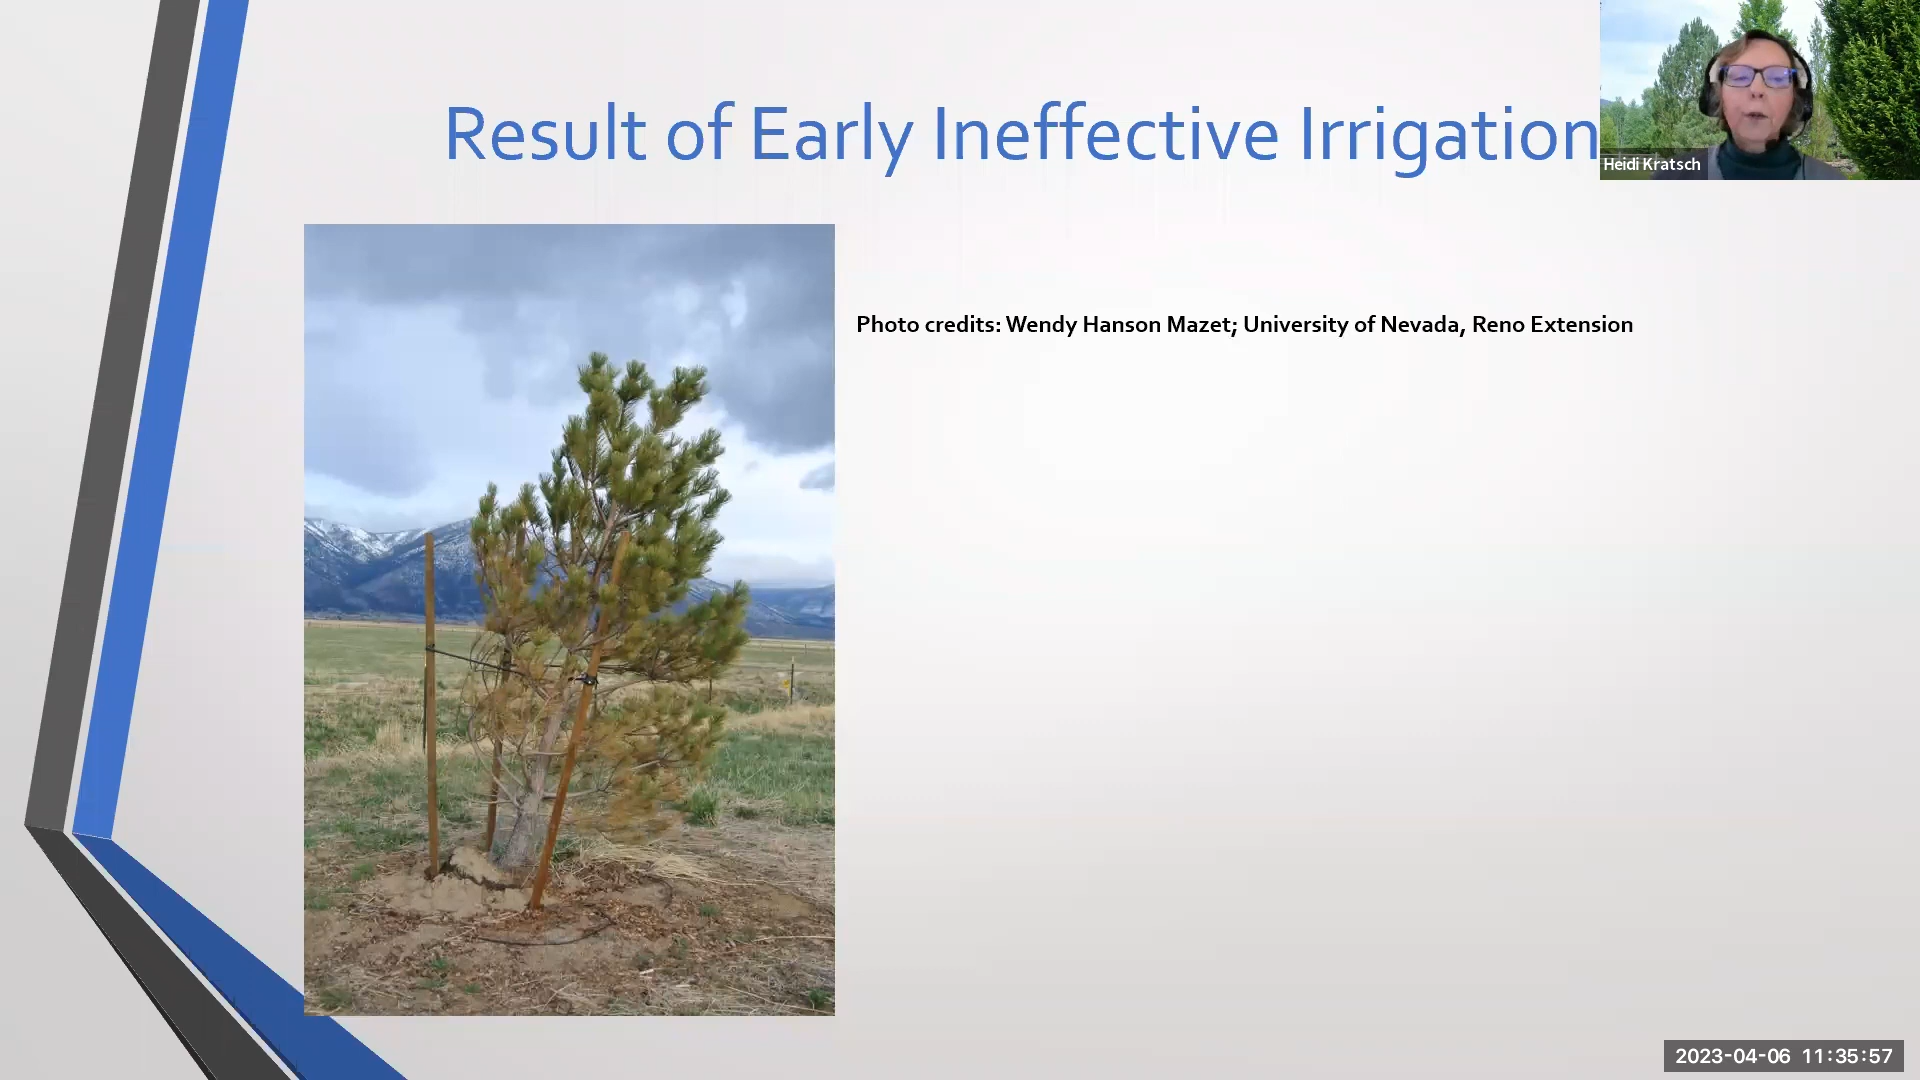 Result of Early Ineffective Irrigation
Heidi Kratsch
Photo credits: Wendy Hanson Mazet; University of Nevada, Reno Extension
2023-04-06 11:35:57